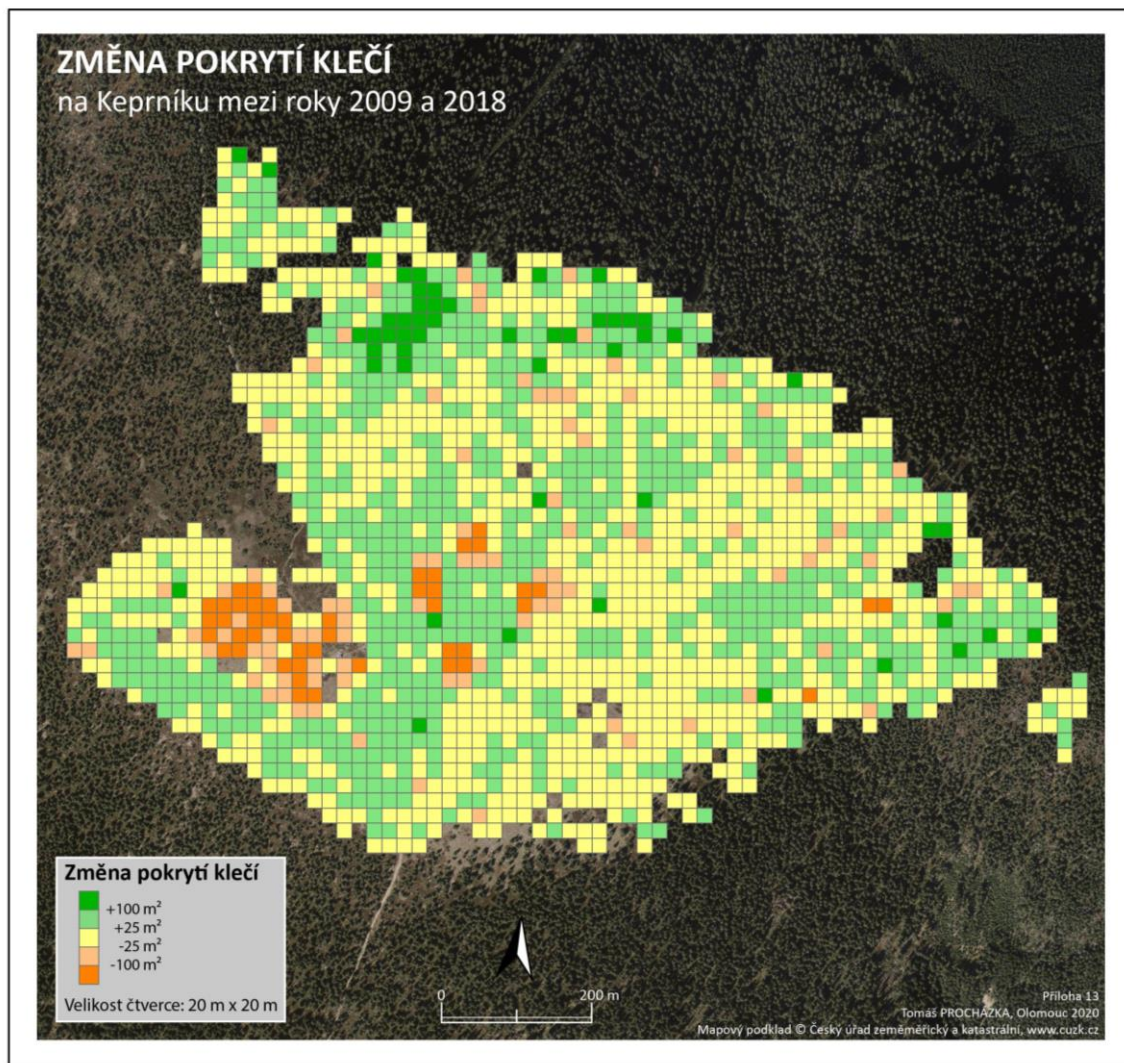 ZMĚNA POKRYTÍ KLEČÍ
na Keprníku mezi roky 2009 a 2018
Změna pokrytí klečí
+100 m²
+25 m²
-25 m²
-100 m²
Velikost čtverce: 20 m x 20 m
0 200 m
Příloha 13
Tomáš PROCHÁZKA, Olomouc 2020
Mapový podklad © Český úřad zeměměřický a katastrální, www.cuzk.cz